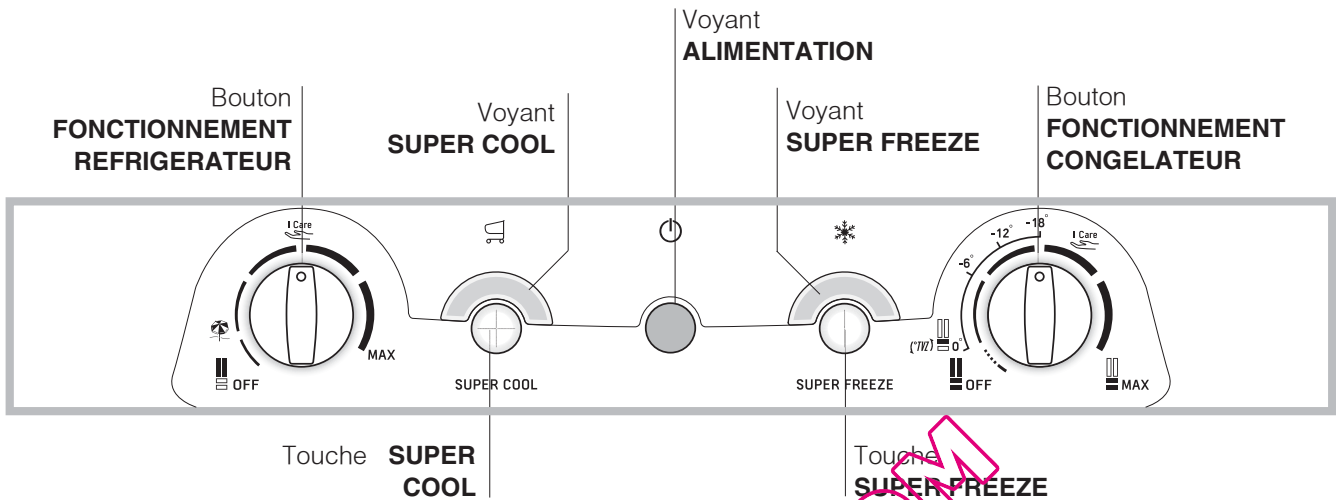 Voyant
ALIMENTATION
Bouton
FONCTIONNEMENT
REFRIGERATEUR
Voyant
SUPER COOL
Voyant
SUPER FREEZE
Bouton
FONCTIONNEMENT
CONGELATEUR
I Care
MAX
OFF
SUPER COOL
SUPER FREEZE
-18°
-12°
-6°
0°
I Care
OFF
MAX
Touche SUPER
COOL
Touche
SUPER FREEZE